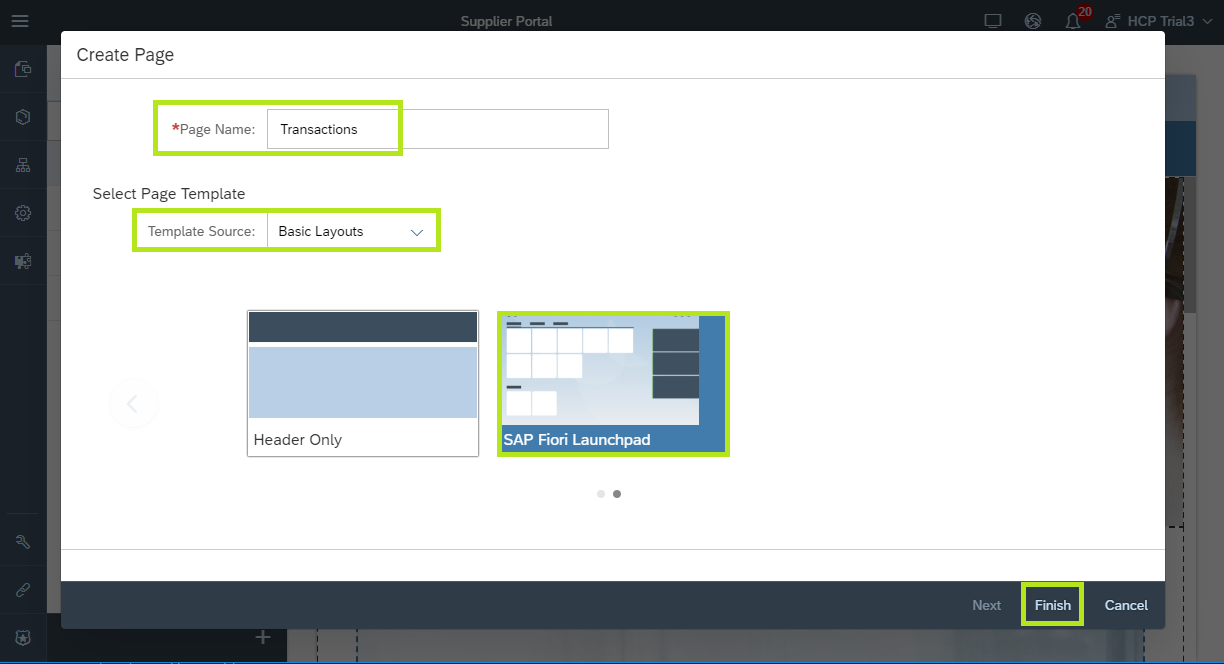 Supplier Portal
20
HCP Trial3
Create Page
*Page Name: Transactions
Select Page Template
Template Source: Basic Layouts
Header Only
SAP Fiori Launchpad
Next Finish Cancel